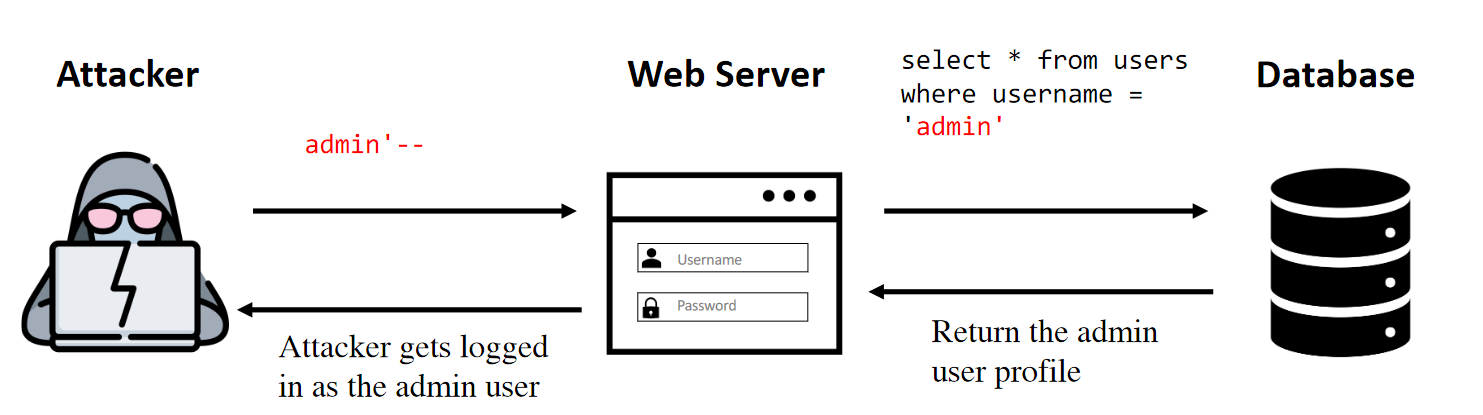 Attacker
Web Server
select * from users
where username =
'admin'
Database
admin'--
Username
Password
Attacker gets logged
in as the admin user
Return the admin
user profile